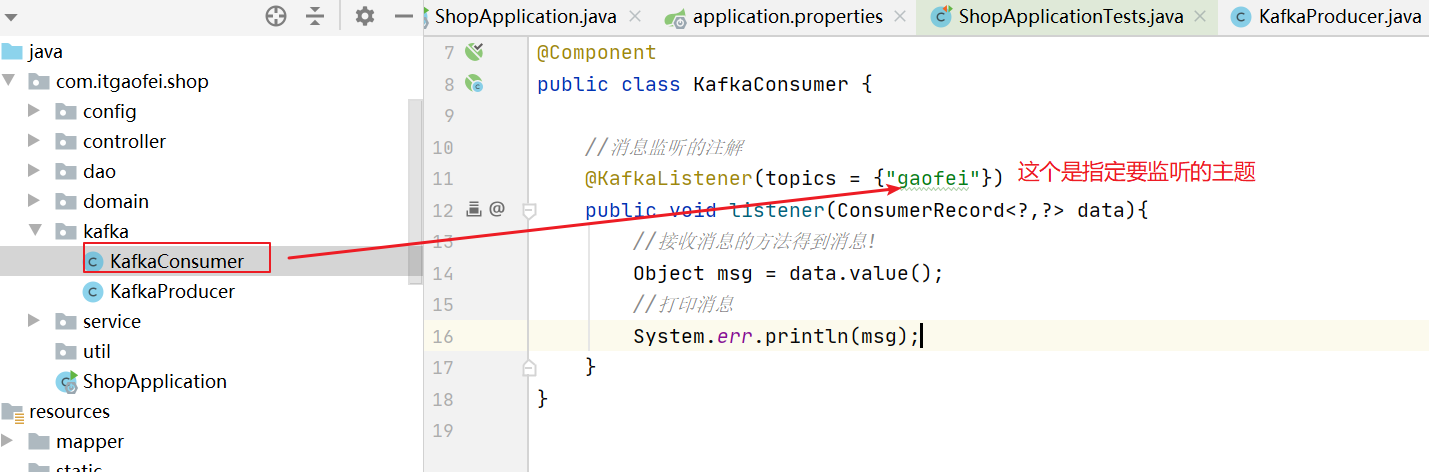 ShopApplication.java
application.properties
ShopApplicationTests.java
KafkaProducer.java
java
com.itgaofei.shop
config
controller
dao
domain
kafka
KafkaConsumer
KafkaProducer
service
util
ShopApplication
resources
mapper
static
7 @Component
8 public class KafkaConsumer {
9
10 //消息监听的注解
11 @KafkaListener(topics = {"gaofei"}) 这个是指定要监听的主题
12 @ public void listener(ConsumerRecord<?,?> data){
13 //接收消息的方法得到消息!
14 Object msg = data.value();
15 //打印消息
16 System.err.println(msg);
17 }
18 }
19